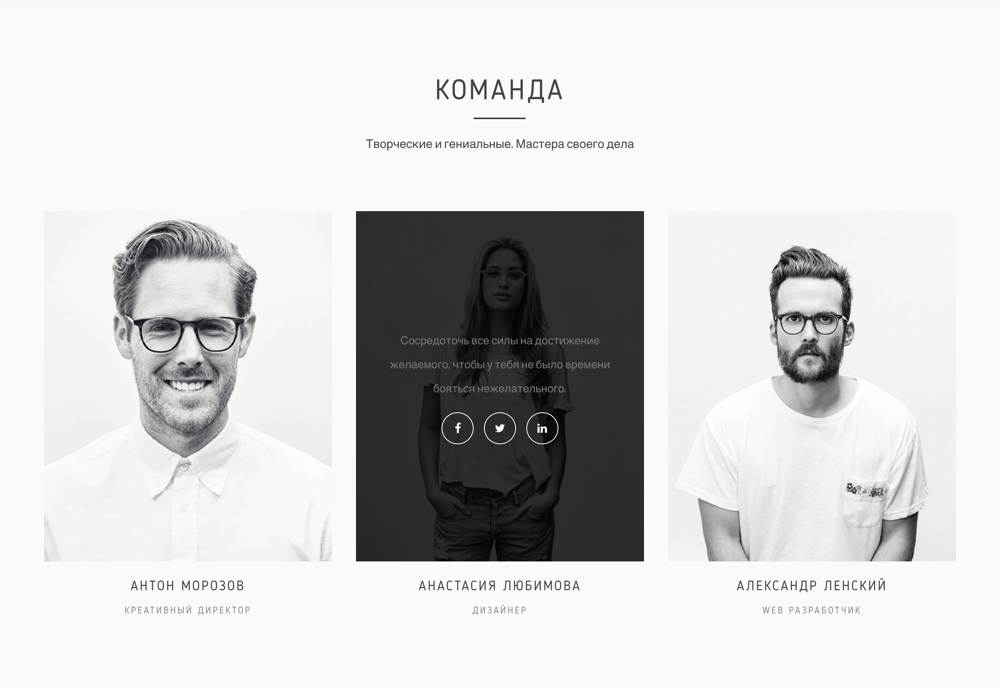 КОМАНДА
Творческие и гениальные. Мастера своего дела
Сосредоточь все силы на достижение
желаемого, чтобы у тебя не было времени
бояться нежелательного.
АНТОН МОРОЗОВ
КРЕАТИВНЫЙ ДИРЕКТОР
АНАСТАСИЯ ЛЮБИМОВА
ДИЗАЙНЕР
АЛЕКСАНДР ЛЕНСКИЙ
WEB РАЗРАБОТЧИК